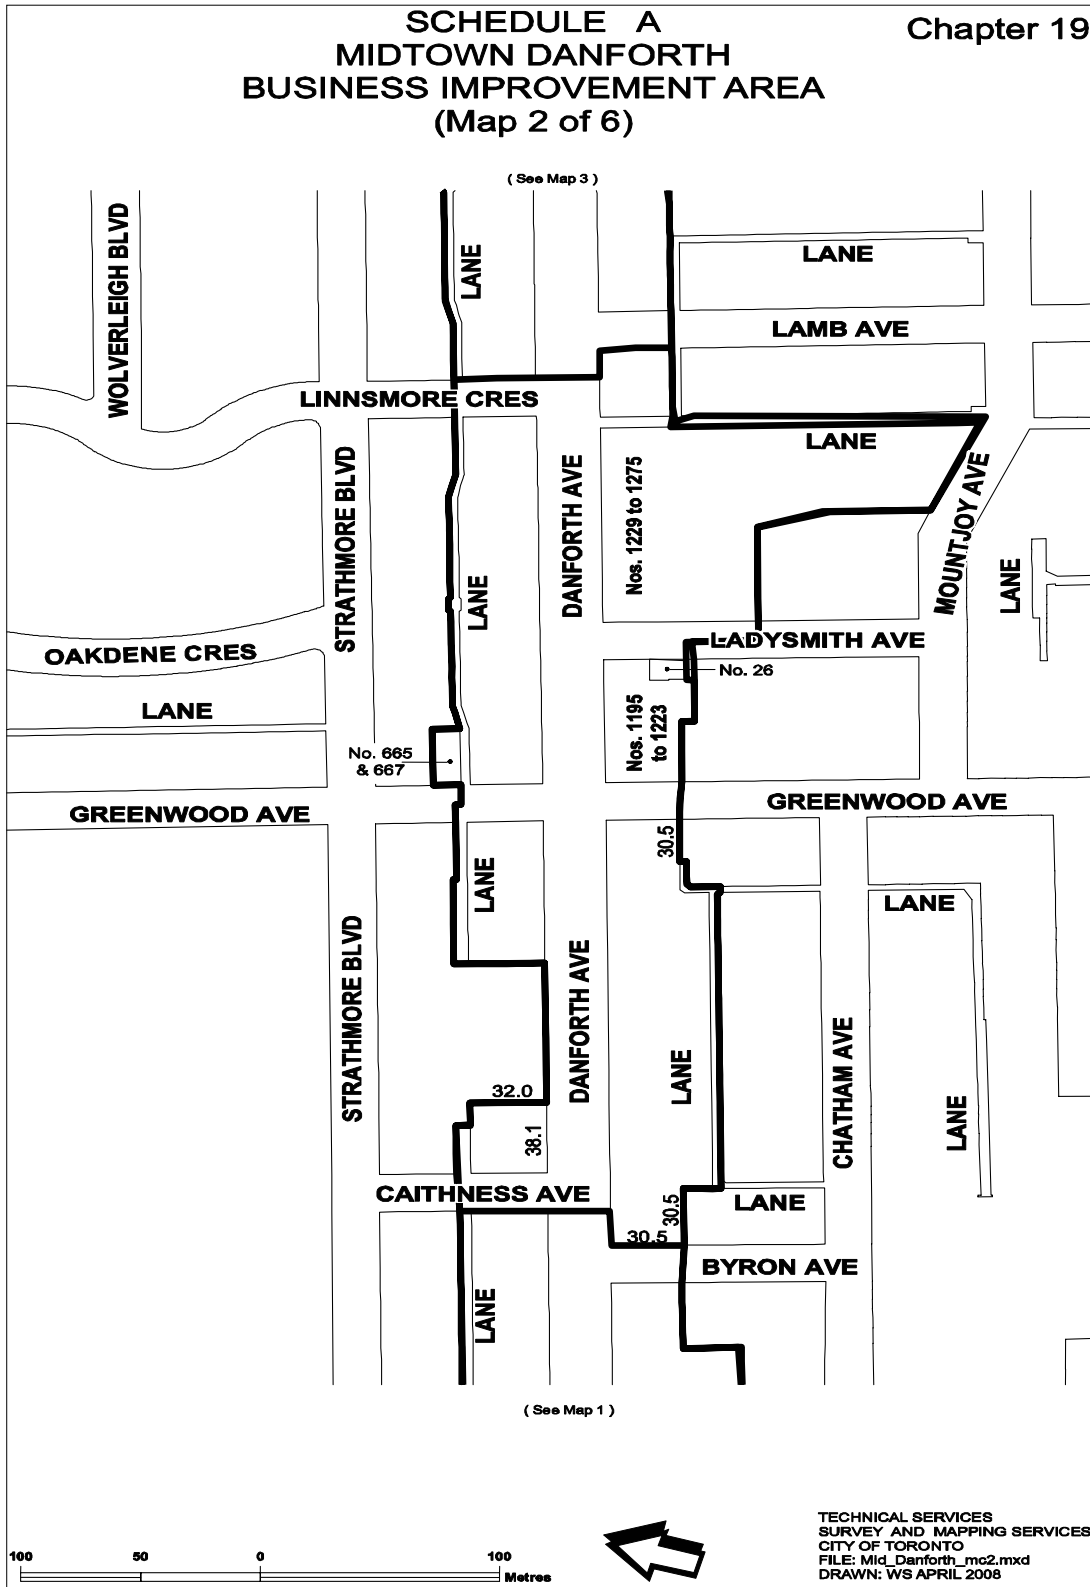 SCHEDULE A
Chapter 19
MIDTOWN DANFORTH
BUSINESS IMPROVEMENT AREA
(Map 2 of 6)
( See Map 3 )
WOLVERLEIGH BLVD
LANE
LANE
LAMB AVE
LINNSMORE CRES
LANE
STRATHMORE BLVD
DANFORTH AVE
Nos. 1229 to 1275
MOUNTJOY AVE
LANE
LANE
OAKDENE CRES
LADYSMITH AVE
No. 26
LANE
Nos. 1195
to 1223
No. 665
& 667
GREENWOOD AVE
GREENWOOD AVE
30.5
LANE
LANE
STRATHMORE BLVD
DANFORTH AVE
LANE
CHATHAM AVE
LANE
32.0
38.1
CAITHNESS AVE
30.5
LANE
30.5
BYRON AVE
LANE
( See Map 1 )
100 50 0 100
Metres
TECHNICAL SERVICES
SURVEY AND MAPPING SERVICES
CITY OF TORONTO
FILE: Mid_Danforth_mc2.mxd
DRAWN: WS APRIL 2008